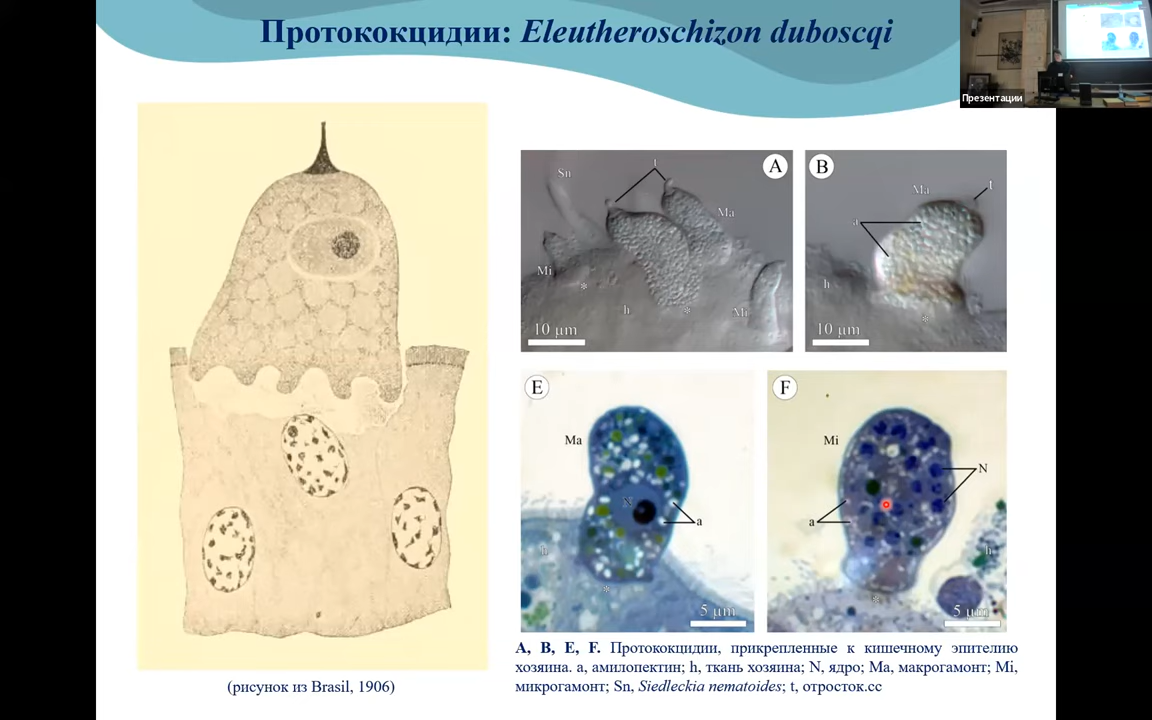 Протококцидии: Eleutheroschizon duboscqi
Презентации
A
Sn
t
Ma
Mi
*
h
*
Mi
10 µm
B
Ma
t
a
h
*
10 µm
E
Ma
N
a
h
*
5 µm
F
Mi
N
a
h
*
5 µm
A, B, E, F. Протококцидии, прикрепленные к кишечному эпителию
хозяина. a, амилопектин; h, ткань хозяина; N, ядро; Ma, макрогамонт; Mi,
микрогамонт; Sn, Siedleckia nematoides; t, отросток.cc
(рисунок из Brasil, 1906)